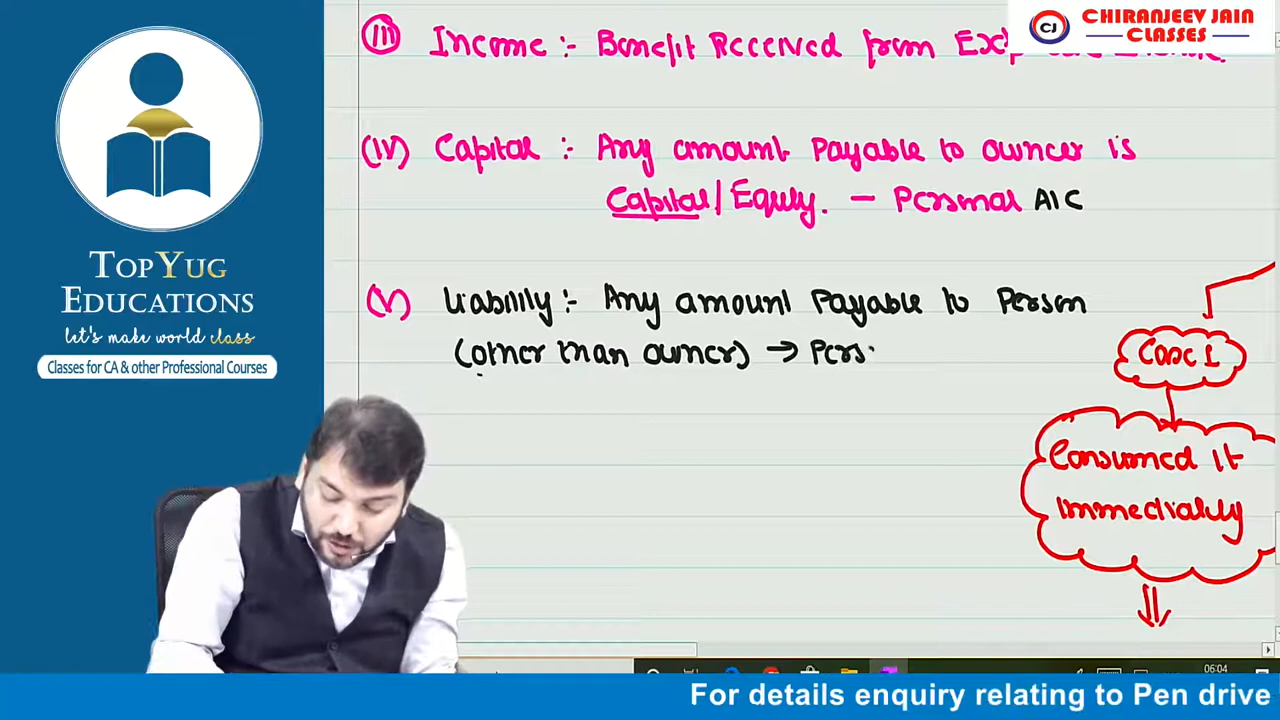 CHIRANJEEV JAIN
CJ
CLASSES
(III) Income :- Benefit Received from
(IV) Capital :- Any amount Payable to owner is
Capital/Equity. - Personal A/C
(V) Liability :- Any amount Payable to Person
(other than owner) → Pers
Case I
Consumed it
immediately
TOPYUG
EDUCATIONS
let's make world class
Classes for CA & other Professional Courses
06:04
For details enquiry relating to Pen drive